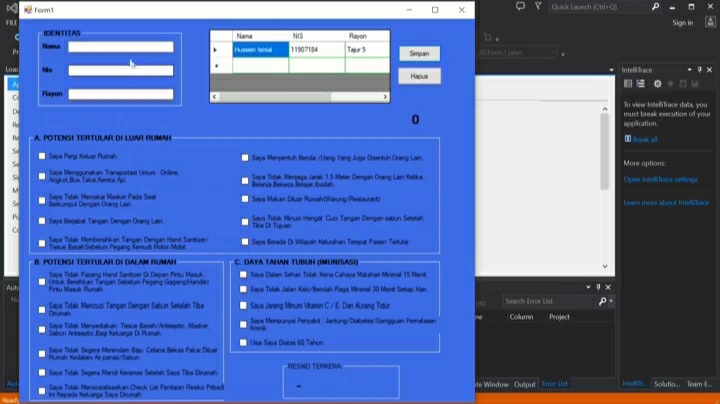 Form1
Quick Launch (Ctrl+Q)
Sign in
IDENTITAS
Nama
Nis
Rayon
Nama NIS Rayon
Hussein Ismail 11907184 Tajur 5
Simpan
Hapus
0
A. POTENSI TERTULAR DI LUAR RUMAH
Saya Pergi Keluar Rumah.
Saya Menggunakan Transportasi Umum : Online,
Angkot,Bus,Taksi,Kereta Api.
Saya Tidak Memakai Masker Pada Saat
Berkumpul Dengan Orang Lain.
Saya Berjabat Tangan Dengan Orang Lain.
Saya Tidak Membersihkan Tangan Dengan Hand Sanitizer/
Tissue BasahSebelum Pegang Kemudi Motor/Mobil.
Saya Menyentuh Benda /Uang Yang Juga Disentuh Orang Lain.
Saya Tidak Menjaga Jarak 1,5 Meter Dengan Orang Lain Ketika :
Belanja,Bekerja,Belajar,Ibadah.
Saya Makan Diluar Rumah(Warung/Restaurant)
Saya Tidak Minum Hangat Cuci Tangan Dengan sabun Setelah
Tiba Di Tujuan
Saya Berada Di Wilayah Kelurahan Tempat Pasien Tertular
B. POTENSI TERTULAR DI DALAM RUMAH
Saya Tidak Pasang Hand Sanitizer Di Depan Pintu Masuk,
Untuk Bersihkan Tangan Sebelum Pegang Gagang(Handle)
Pintu Masuk Rumah.
Saya Tidak Mencuci Tangan Dengan Sabun Setelah Tiba
Dirumah.
Saya Tidak Menyediakan: Tissue Basah/Antiseptic, Masker,
Sabun Antiseptic,Bagi Keluarga Di Rumah.
Saya Tidak Segera Merendam Baju Celana Bekas Pakai Diluar
Rumah Kedalam Air panas/Sabun.
Saya Tidak Segera Mandi Keramas Setelah Saya Tiba Dirumah.
Saya Tidak Mensosialisasikan Check List Penilaian Resiko Pribadi
Ini Kepada Keluarga Saya Dirumah.
C. DAYA TAHAN TUBUH (IMUNISASI)
Saya Dalam Sehari Tidak Kena Cahaya Matahari Minimal 15 Menit.
Saya Tidak Jalan Kaki/Berolah Raga Minimal 30 Menit Setiap Hari.
Saya Jarang Minum Vitamin C / E, Dan Kurang Tidur.
Saya Mempunyai Penyakit : Jantung/Diabetes/Gangguan Pernafasan
Kronik.
Usia Saya Diatas 60 Tahun
RESIKO TERKENA:
-
IntelliTrace
To view IntelliTrace data, you
must break execution of your
application.
Break all
More options:
Open IntelliTrace settings
Learn more about IntelliTrace
Search Error List
Column Project
Output Error List
Solutio... Team E...